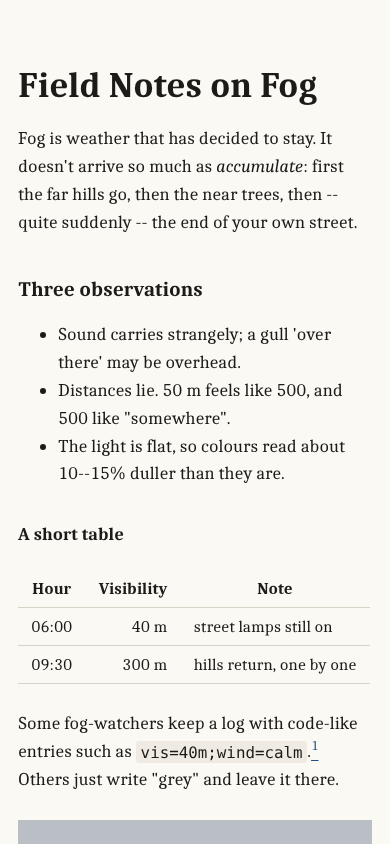 Field Notes on Fog
Fog is weather that has decided to stay. It
doesn't arrive so much as accumulate: first
the far hills go, then the near trees, then --
quite suddenly -- the end of your own street.
Three observations
• Sound carries strangely; a gull 'over
there' may be overhead.
• Distances lie. 50 m feels like 500, and
500 like "somewhere".
• The light is flat, so colours read about
10--15% duller than they are.
A short table
Hour Visibility Note
06:00 40 m street lamps still on
09:30 300 m hills return, one by one
Some fog-watchers keep a log with code-like
entries such as vis=40m;wind=calm.1
Others just write "grey" and leave it there.